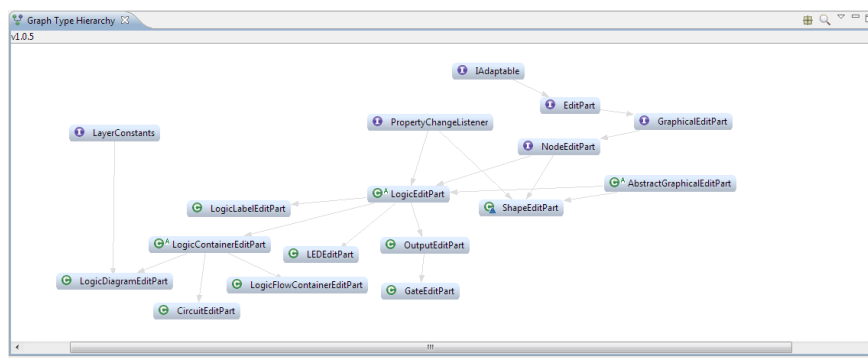 Graph Type Hierarchy
v1.0.5
IAdaptable
EditPart
PropertyChangeListener
GraphicalEditPart
LayerConstants
NodeEditPart
AbstractGraphicalEditPart
LogicEditPart
LogicLabelEditPart
ShapeEditPart
LogicContainerEditPart
OutputEditPart
LEDEditPart
LogicDiagramEditPart
LogicFlowContainerEditPart
GateEditPart
CircuitEditPart